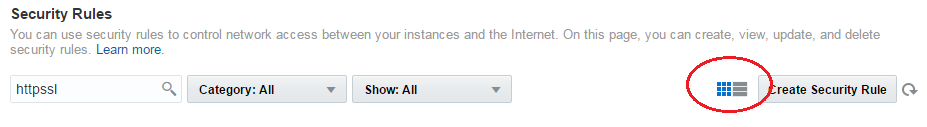 Security Rules
You can use security rules to control network access between your instances and the Internet. On this page, you can create, view, update, and delete
security rules. Learn more.
httpssl Category: All Show: All Create Security Rule